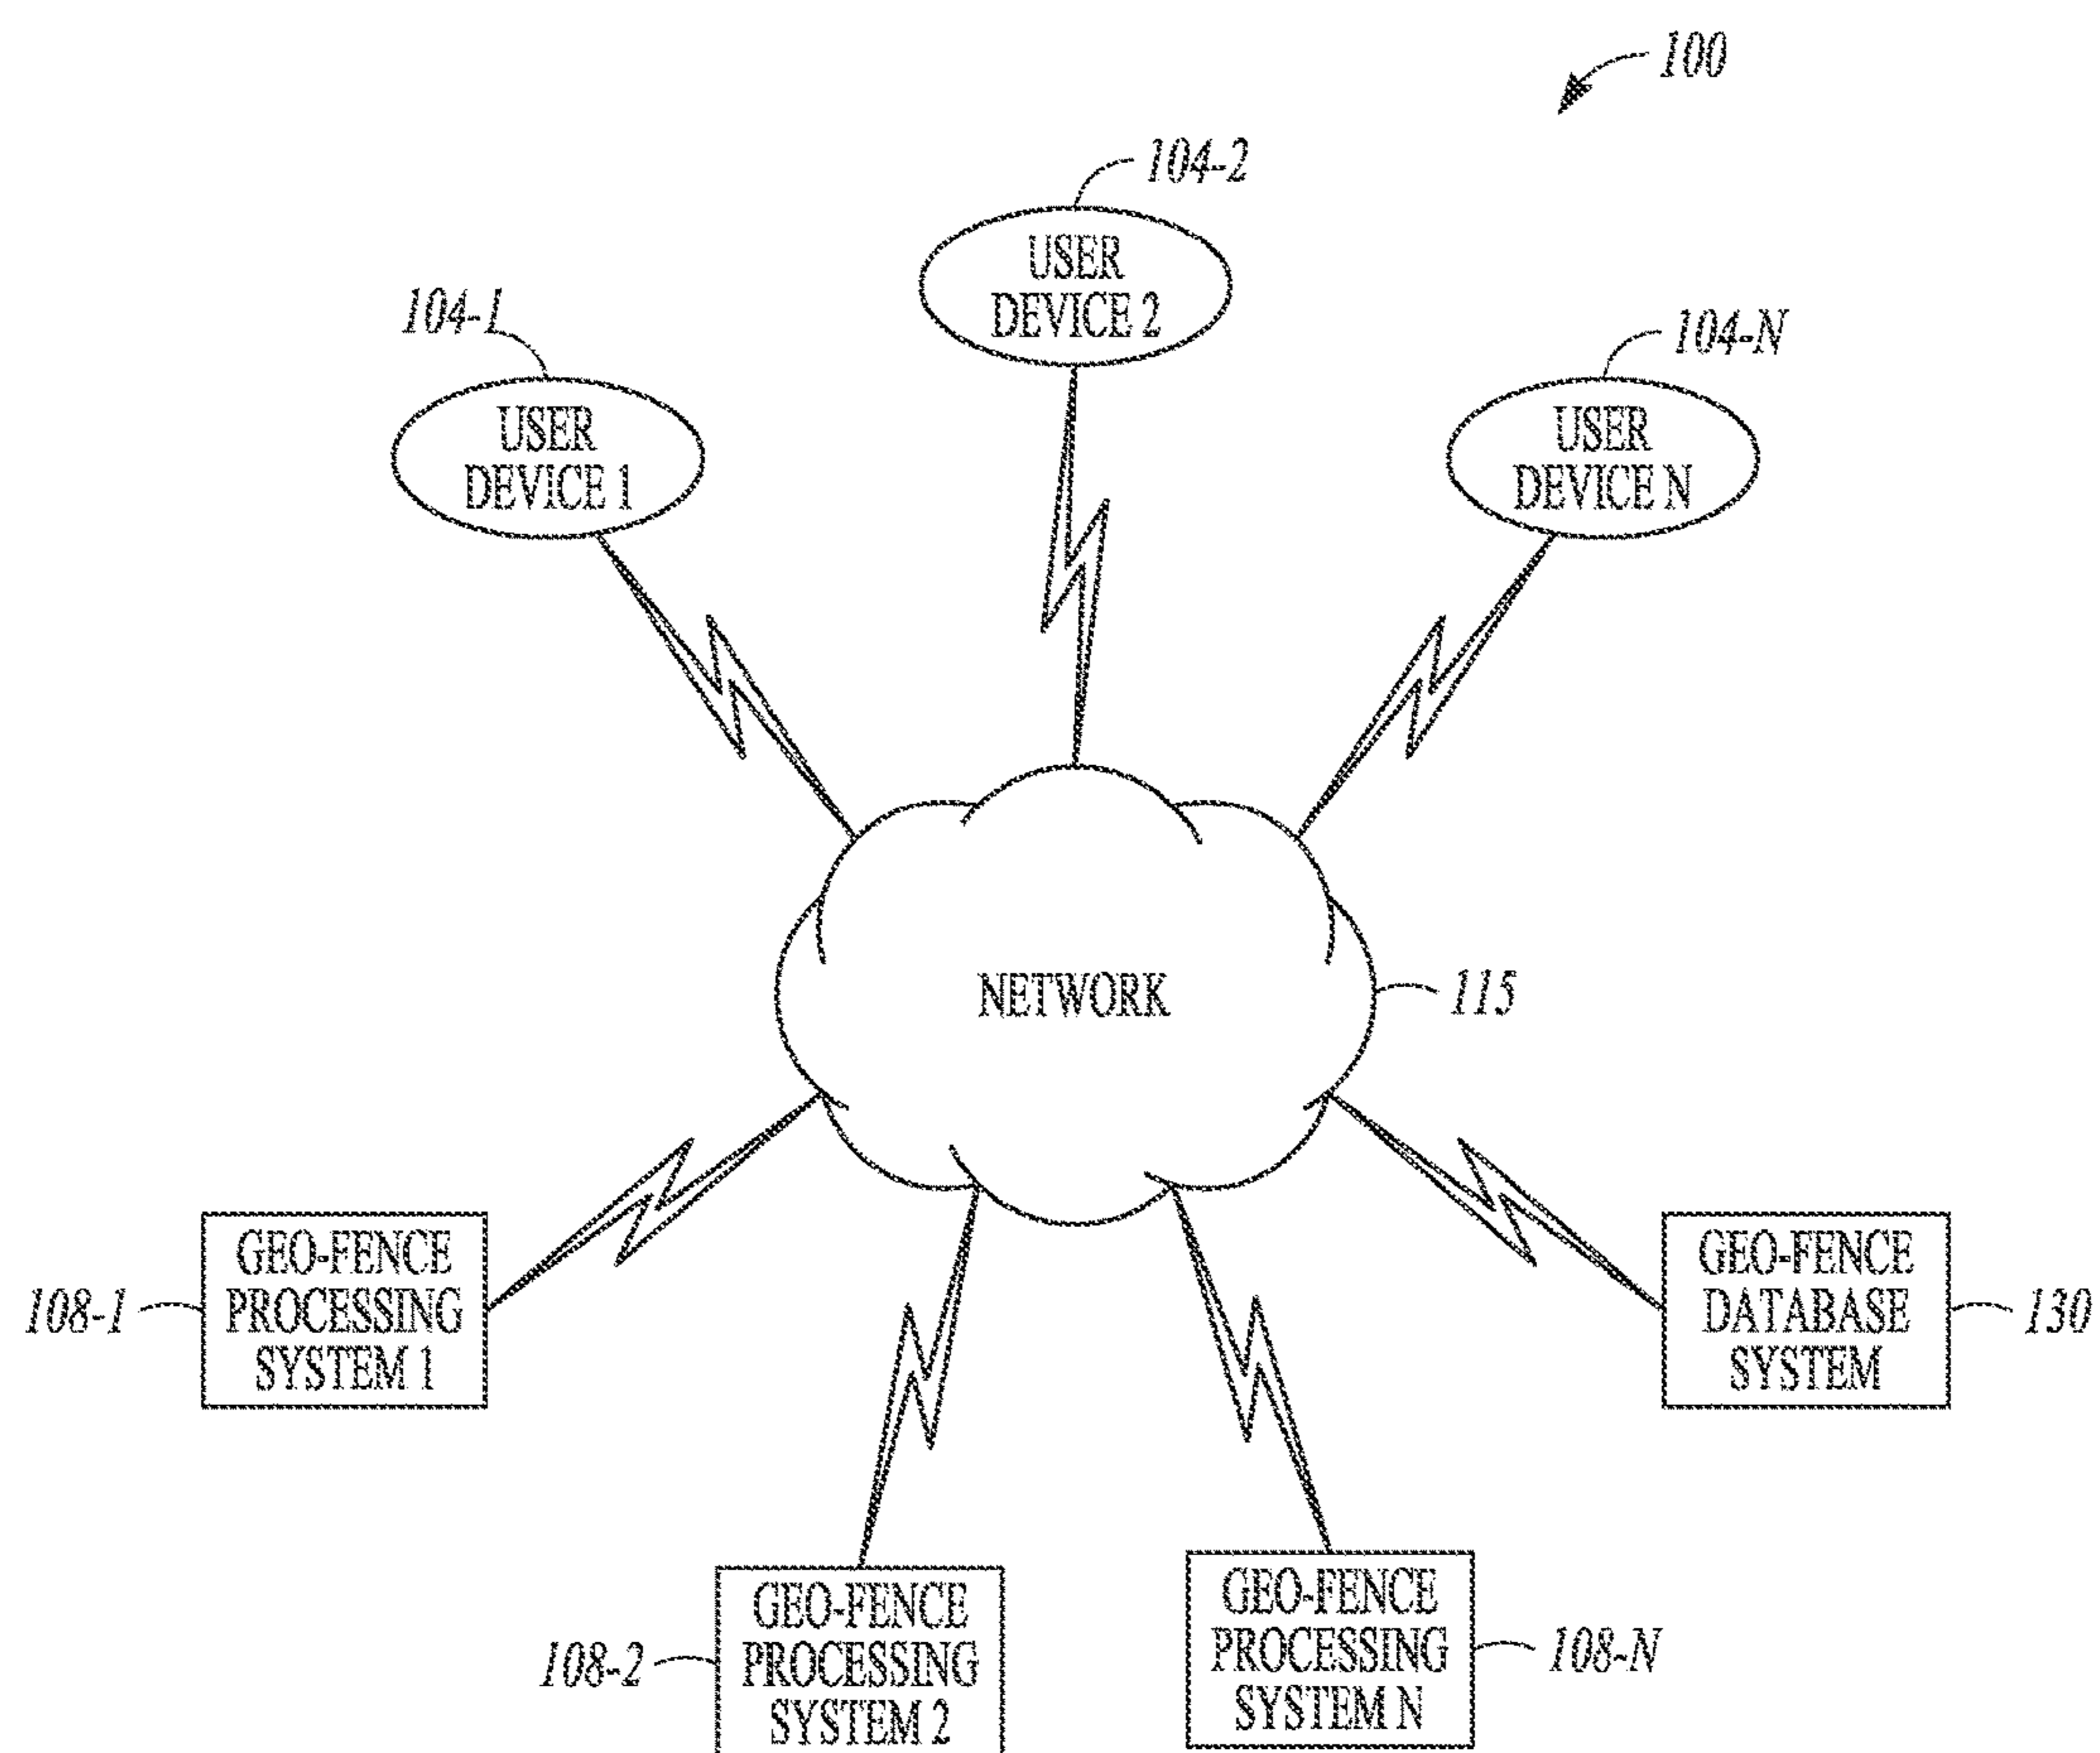 100
104-2
USER
DEVICE 2
104-1
USER
DEVICE 1
104-N
USER
DEVICE N
NETWORK
115
108-1
GEO-FENCE
PROCESSING
SYSTEM 1
GEO-FENCE
DATABASE
SYSTEM
130
108-2
GEO-FENCE
PROCESSING
SYSTEM 2
GEO-FENCE
PROCESSING
SYSTEM N
108-N